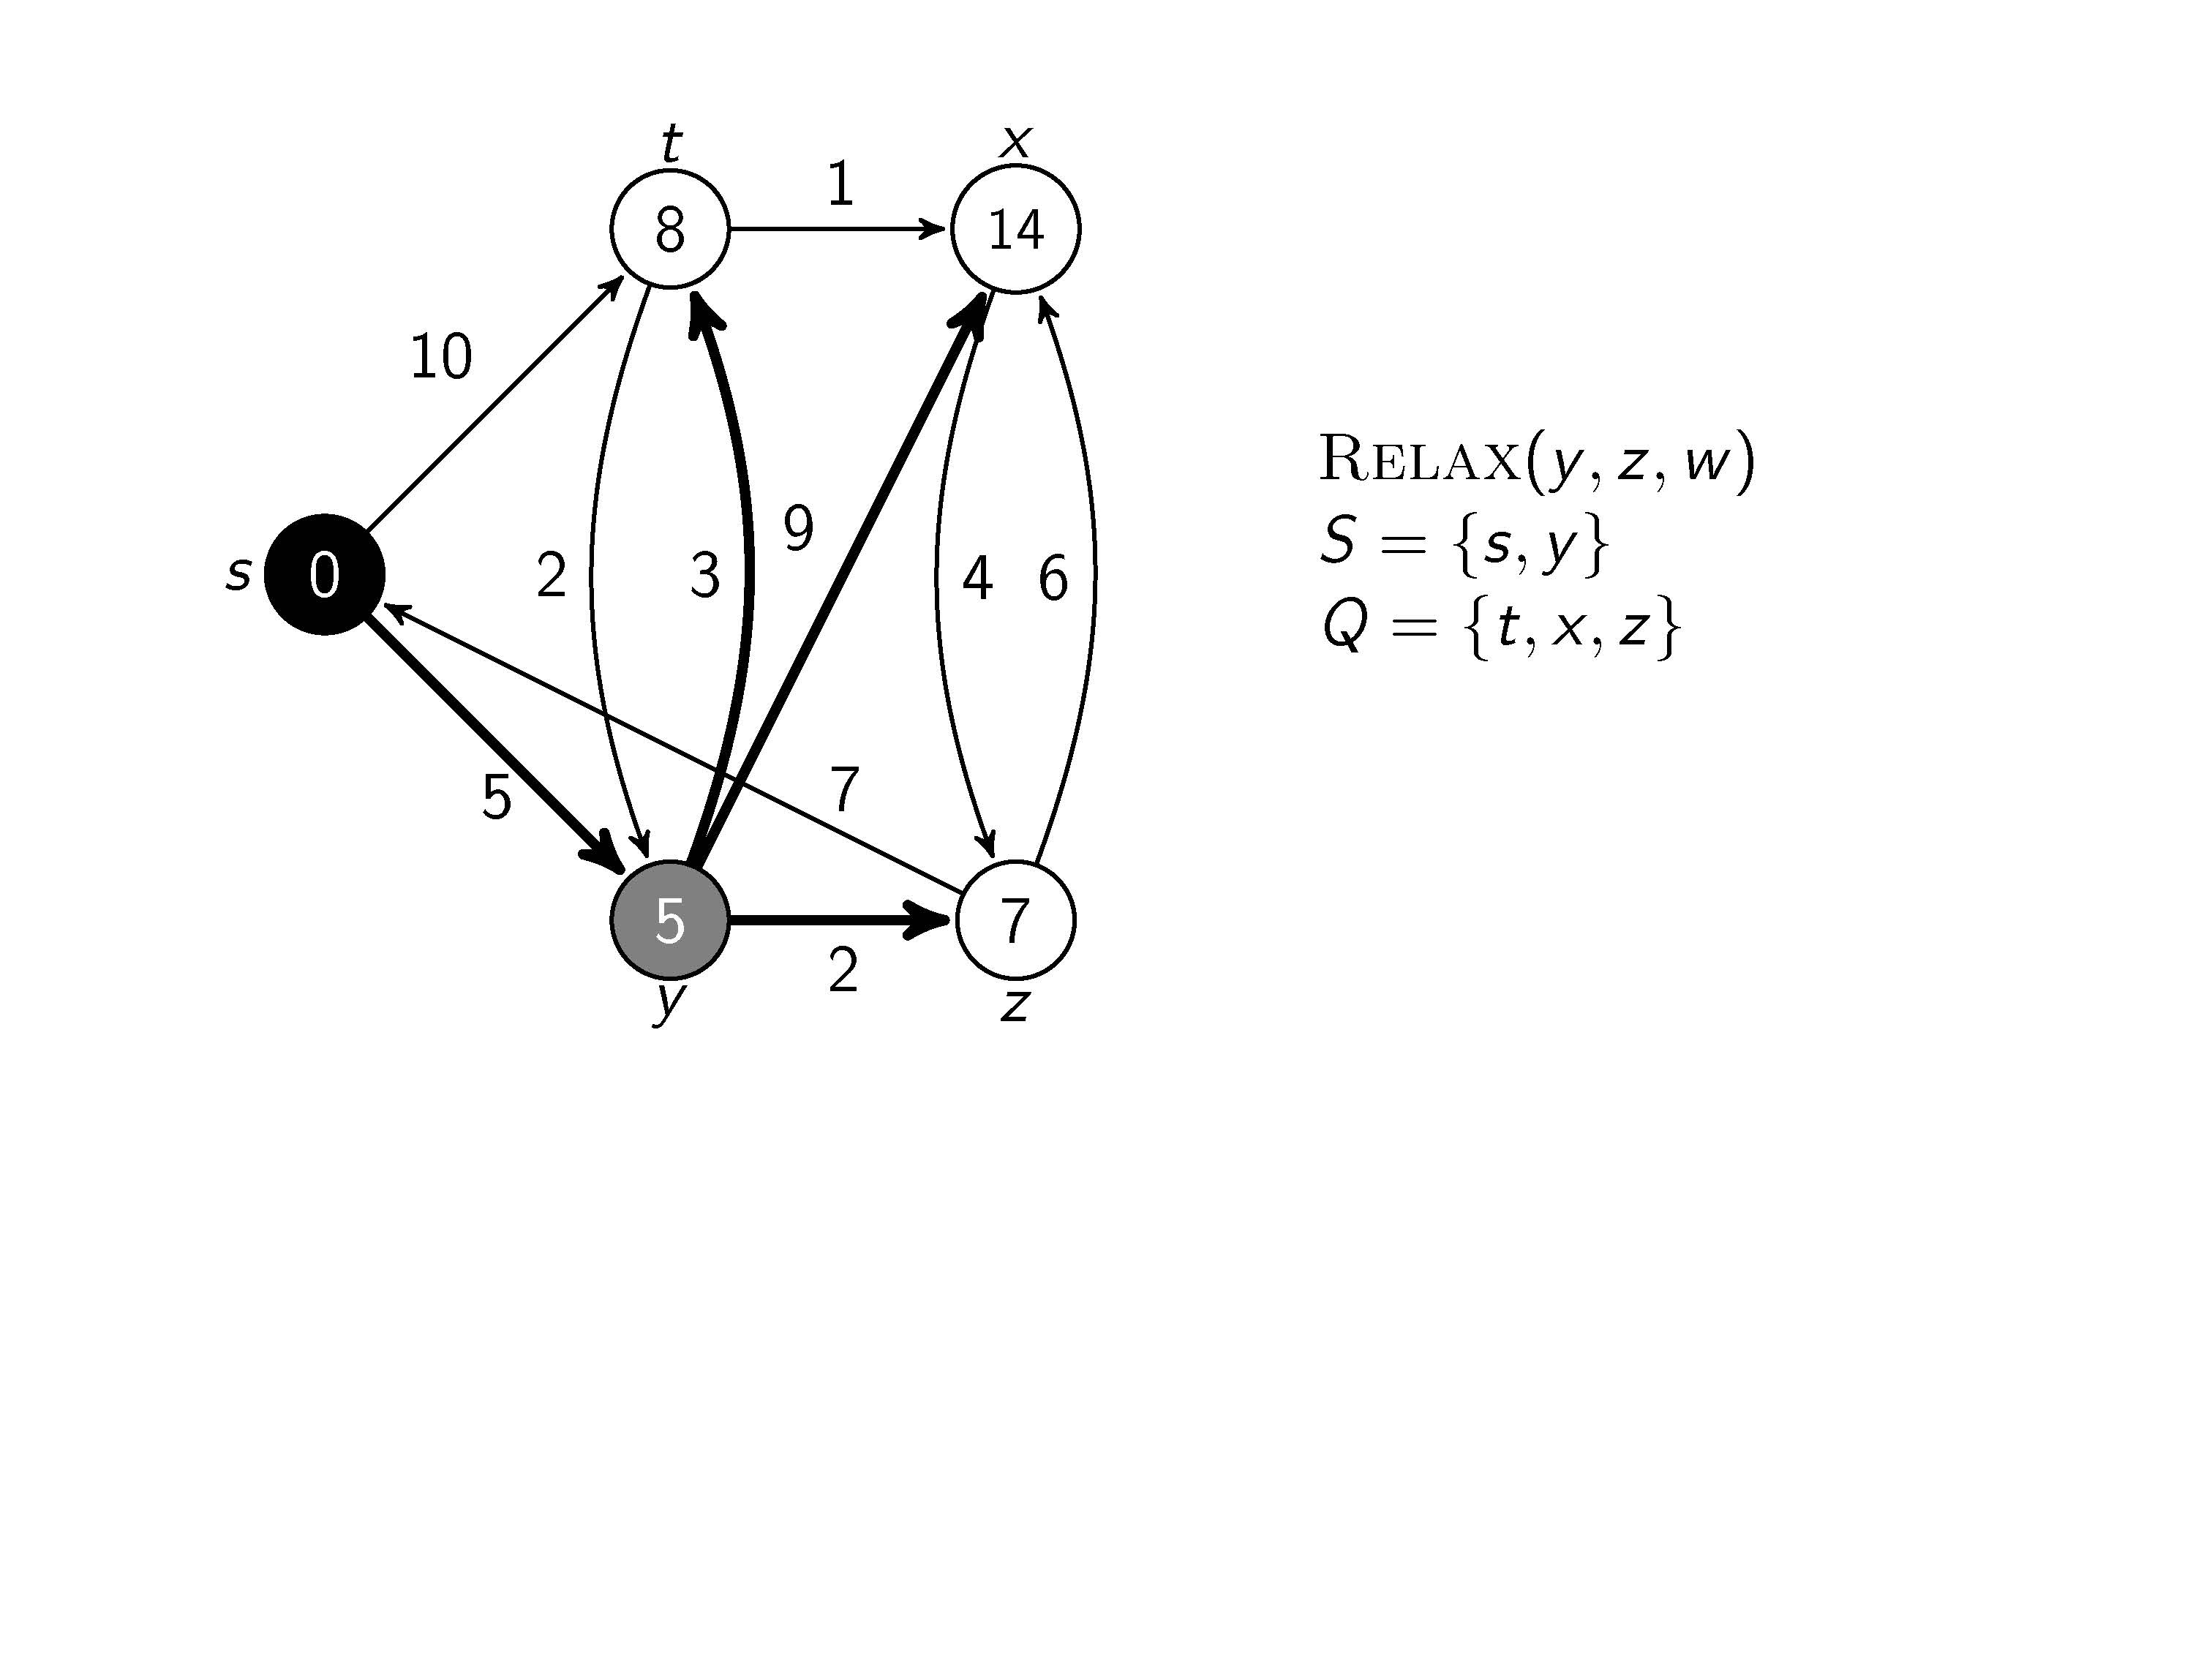 t
x
1
8
14
10
RELAX(y, z, w)
9
S = {s, y}
s
0
2
3
4
6
Q = {t, x, z}
5
7
5
7
2
y
z